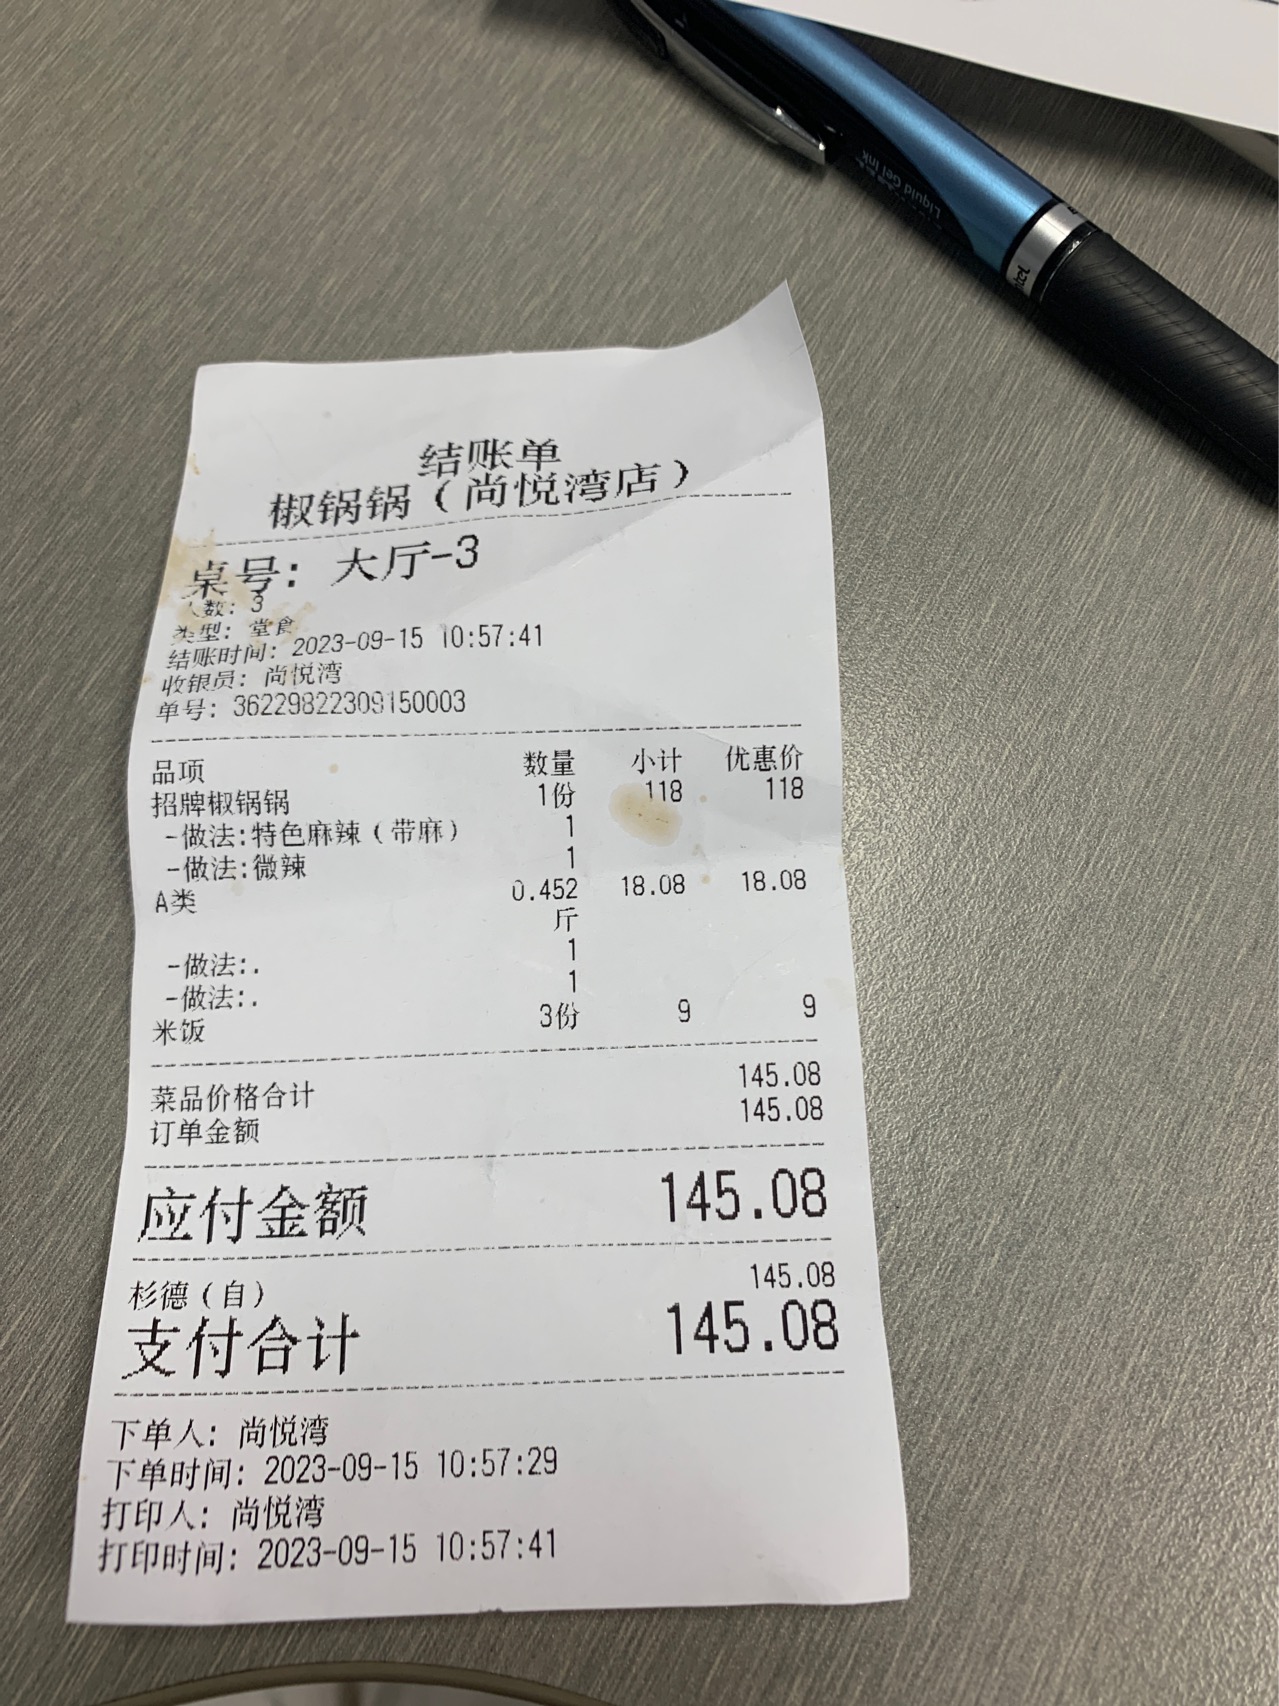 Liquid Gel Ink
结账单
椒锅锅（尚悦湾店）
桌号: 大厅-3
人数: 3
类型: 堂食
结账时间: 2023-09-15 10:57:41
收银员: 尚悦湾
单号: 36229822309150003
品项 数量 小计 优惠价
招牌椒锅锅 1份 118 118
-做法:特色麻辣（带麻） 1
-做法:微辣 1
A类 0.452 18.08 18.08
斤
-做法:. 1
-做法:. 1
米饭 3份 9 9
菜品价格合计 145.08
订单金额 145.08
应付金额 145.08
杉德（自） 145.08
支付合计 145.08
下单人: 尚悦湾
下单时间: 2023-09-15 10:57:29
打印人: 尚悦湾
打印时间: 2023-09-15 10:57:41